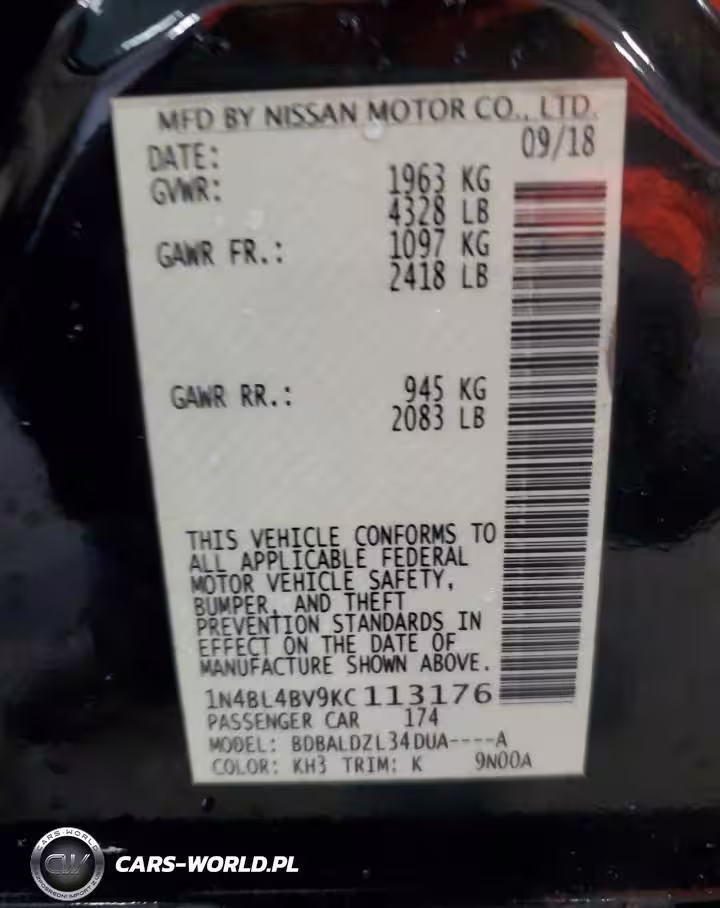 MFD BY NISSAN MOTOR CO., LTD.
DATE: 09/18
GVWR: 1963 KG
4328 LB
GAWR FR.: 1097 KG
2418 LB
GAWR RR.: 945 KG
2083 LB
THIS VEHICLE CONFORMS TO
ALL APPLICABLE FEDERAL
MOTOR VEHICLE SAFETY,
BUMPER, AND THEFT
PREVENTION STANDARDS IN
EFFECT ON THE DATE OF
MANUFACTURE SHOWN ABOVE.
1N4BL4BV9KC113176
PASSENGER CAR 174
MODEL: BDBALDZL34DUA----A
COLOR: KH3 TRIM: K 9N00A
CARS-WORLD
CW
CARS-WORLD.PL